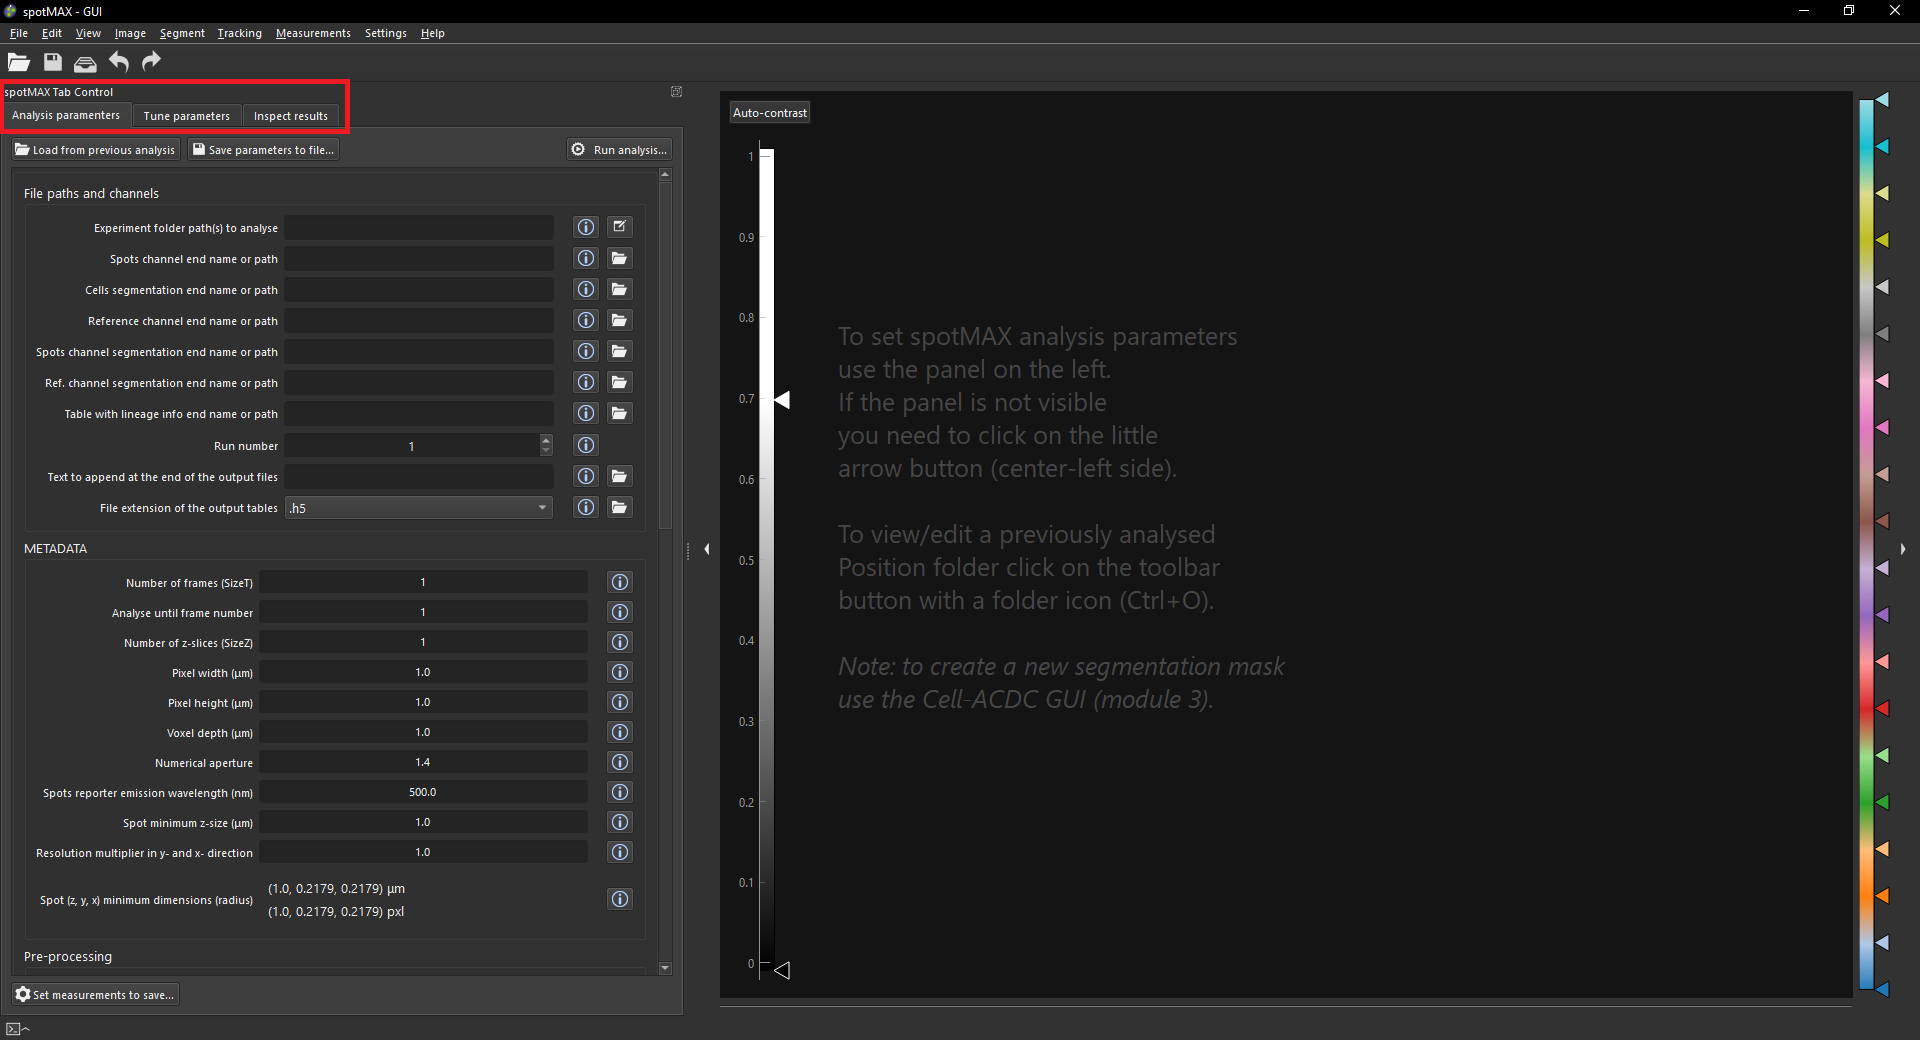 spotMAX - GUI
File Edit View Image Segment Tracking Measurements Settings Help
spotMAX Tab Control
Analysis paramenters Tune parameters Inspect results
Load from previous analysis Save parameters to file... Run analysis...
File paths and channels
Experiment folder path(s) to analyse
Spots channel end name or path
Cells segmentation end name or path
Reference channel end name or path
Spots channel segmentation end name or path
Ref. channel segmentation end name or path
Table with lineage info end name or path
Run number 1
Text to append at the end of the output files
File extension of the output tables .h5
METADATA
Number of frames (SizeT) 1
Analyse until frame number 1
Number of z-slices (SizeZ) 1
Pixel width (μm) 1.0
Pixel height (μm) 1.0
Voxel depth (μm) 1.0
Numerical aperture 1.4
Spots reporter emission wavelength (nm) 500.0
Spot minimum z-size (μm) 1.0
Resolution multiplier in y- and x- direction 1.0
Spot (z, y, x) minimum dimensions (radius)
(1.0, 0.2179, 0.2179) μm
(1.0, 0.2179, 0.2179) pxl
Pre-processing
Set measurements to save...
Auto-contrast
1
0.9
0.8
0.7
0.6
0.5
0.4
0.3
0.2
0.1
0
To set spotMAX analysis parameters
use the panel on the left.
If the panel is not visible
you need to click on the little
arrow button (center-left side).
To view/edit a previously analysed
Position folder click on the toolbar
button with a folder icon (Ctrl+O).
Note: to create a new segmentation mask
use the Cell-ACDC GUI (module 3).